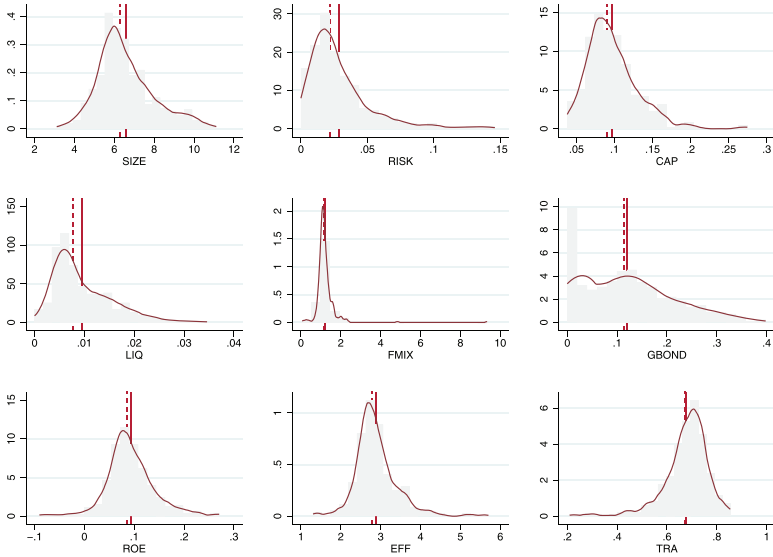 .4
.3
.2
.1
0
2 4 6 8 10 12
SIZE
30
20
10
0
0 .05 .1 .15
RISK
15
10
5
0
.05 .1 .15 .2 .25 .3
CAP
150
100
50
0
0 .01 .02 .03 .04
LIQ
2
1.5
1
.5
0
0 2 4 6 8 10
FMIX
10
8
6
4
2
0
0 .1 .2 .3 .4
GBOND
15
10
5
0
-.1 0 .1 .2 .3
ROE
1
.5
0
1 2 3 4 5 6
EFF
6
4
2
0
.2 .4 .6 .8 1
TRA